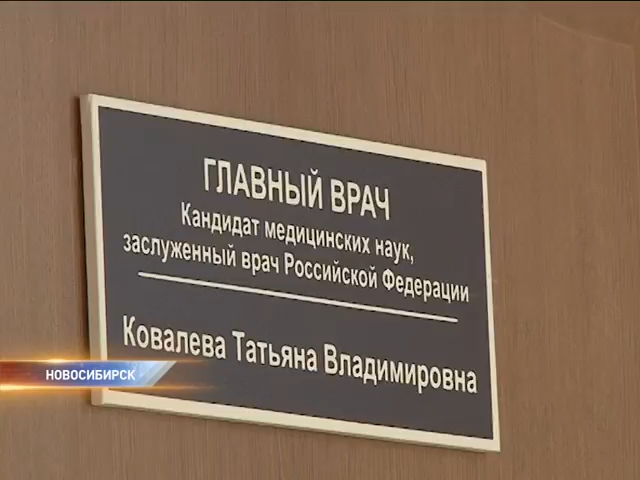 ГЛАВНЫЙ ВРАЧ
Кандидат медицинских наук,
заслуженный врач Российской Федерации
Ковалева Татьяна Владимировна
НОВОСИБИРСК